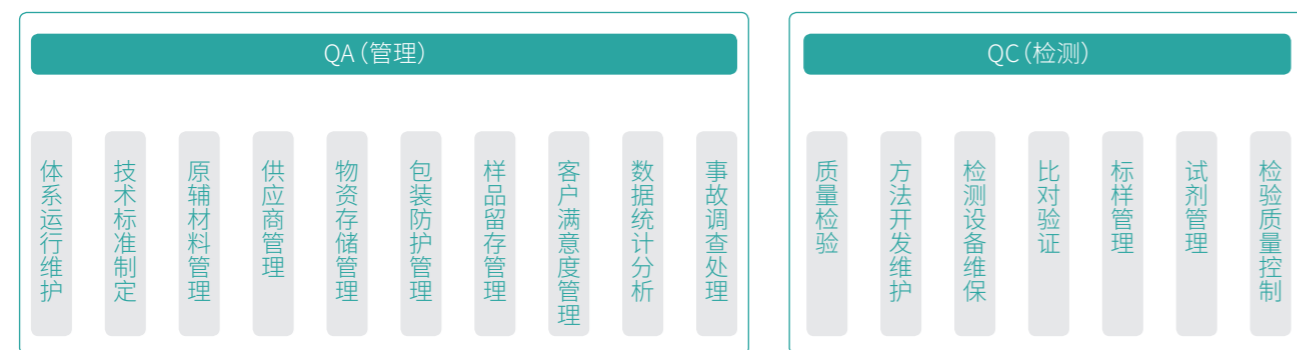 QA（管理）
体系运行维护
技术标准制定
原辅材料管理
供应商管理
物资存储管理
包装防护管理
样品留存管理
客户满意度管理
数据统计分析
事故调查处理
QC（检测）
质量检验
方法开发维护
检测设备维保
比对验证
标样管理
试剂管理
检验质量控制